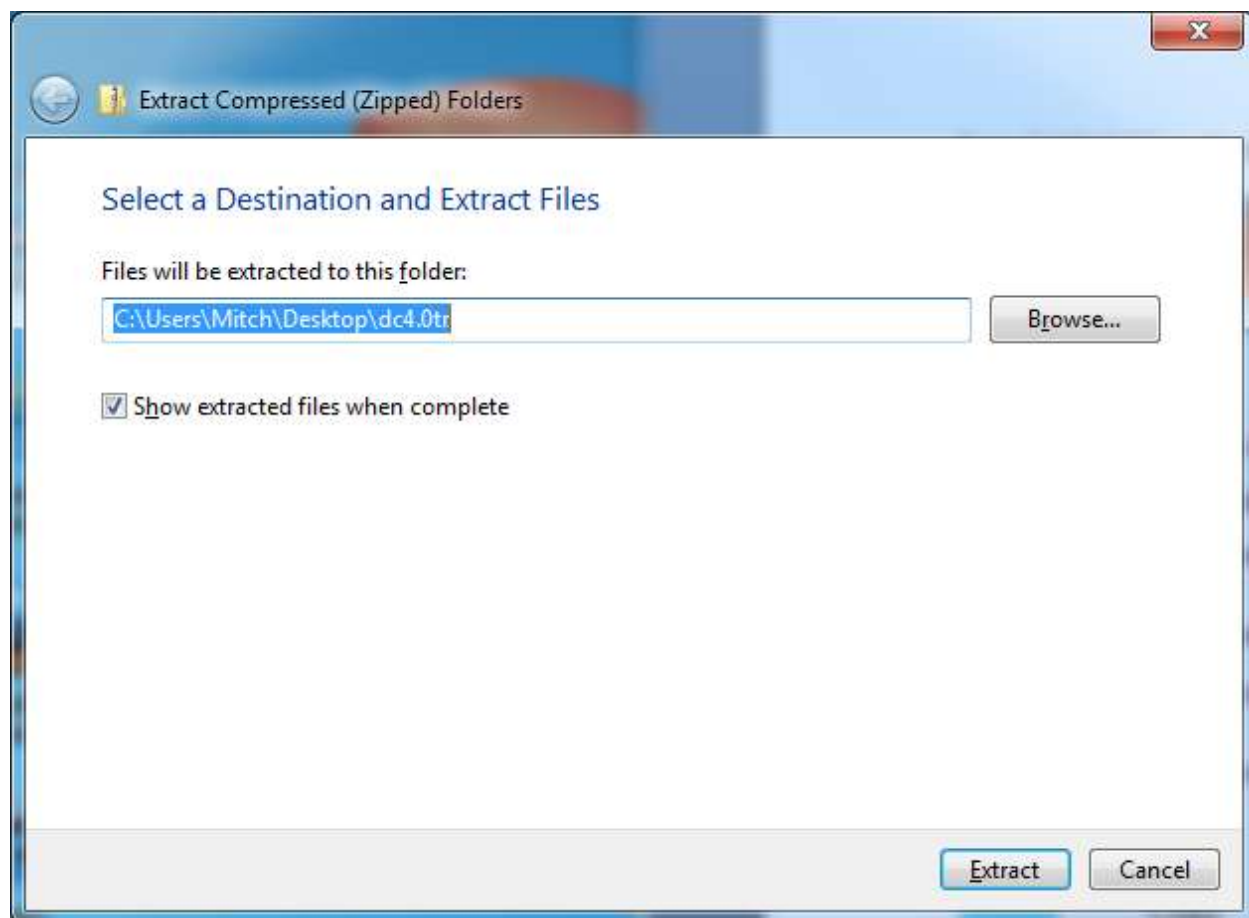 Extract Compressed (Zipped) Folders
Select a Destination and Extract Files
Files will be extracted to this folder:
C:\Users\Mitch\Desktop\dc4.0tr
Browse...
Show extracted files when complete
Extract
Cancel